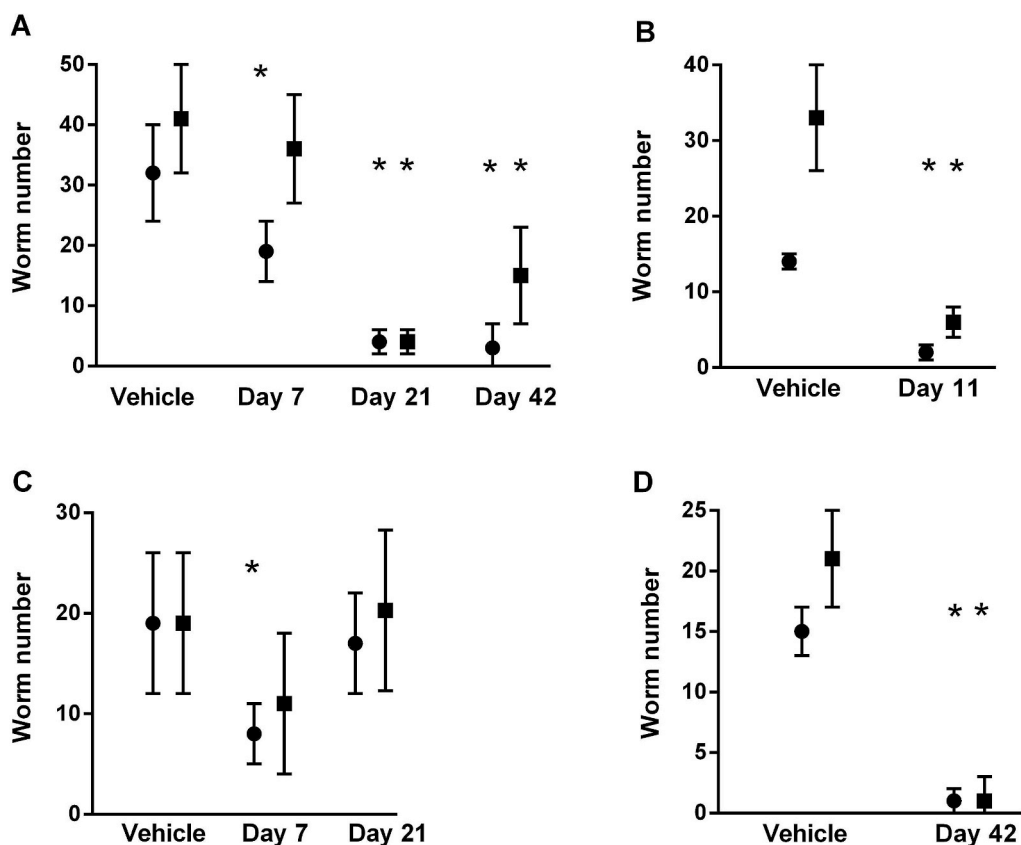 A
Worm number
50
40
30
20
10
0
* * * * *
Vehicle Day 7 Day 21 Day 42
B
Worm number
40
30
20
10
0
* *
Vehicle Day 11
C
Worm number
30
20
10
0
*
Vehicle Day 7 Day 21
D
Worm number
25
20
15
10
5
0
* *
Vehicle Day 42